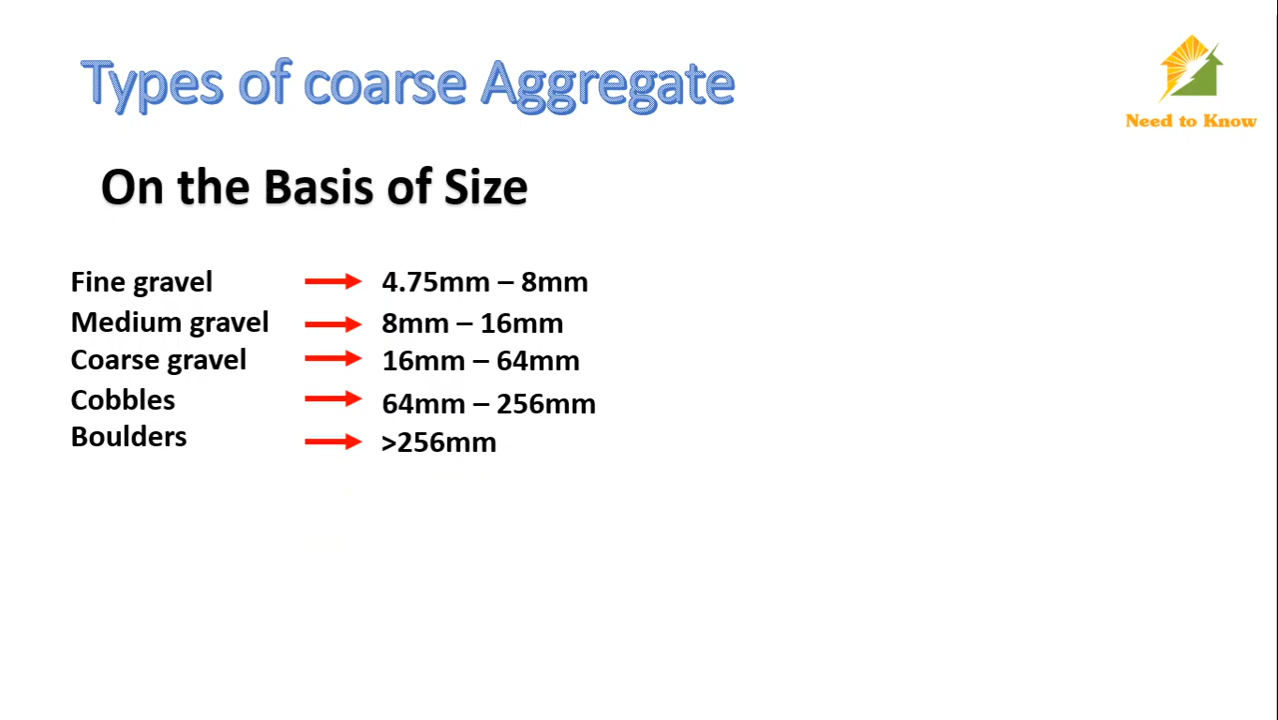 Types of coarse Aggregate
Need to Know
On the Basis of Size
Fine gravel 4.75mm – 8mm
Medium gravel 8mm – 16mm
Coarse gravel 16mm – 64mm
Cobbles 64mm – 256mm
Boulders >256mm